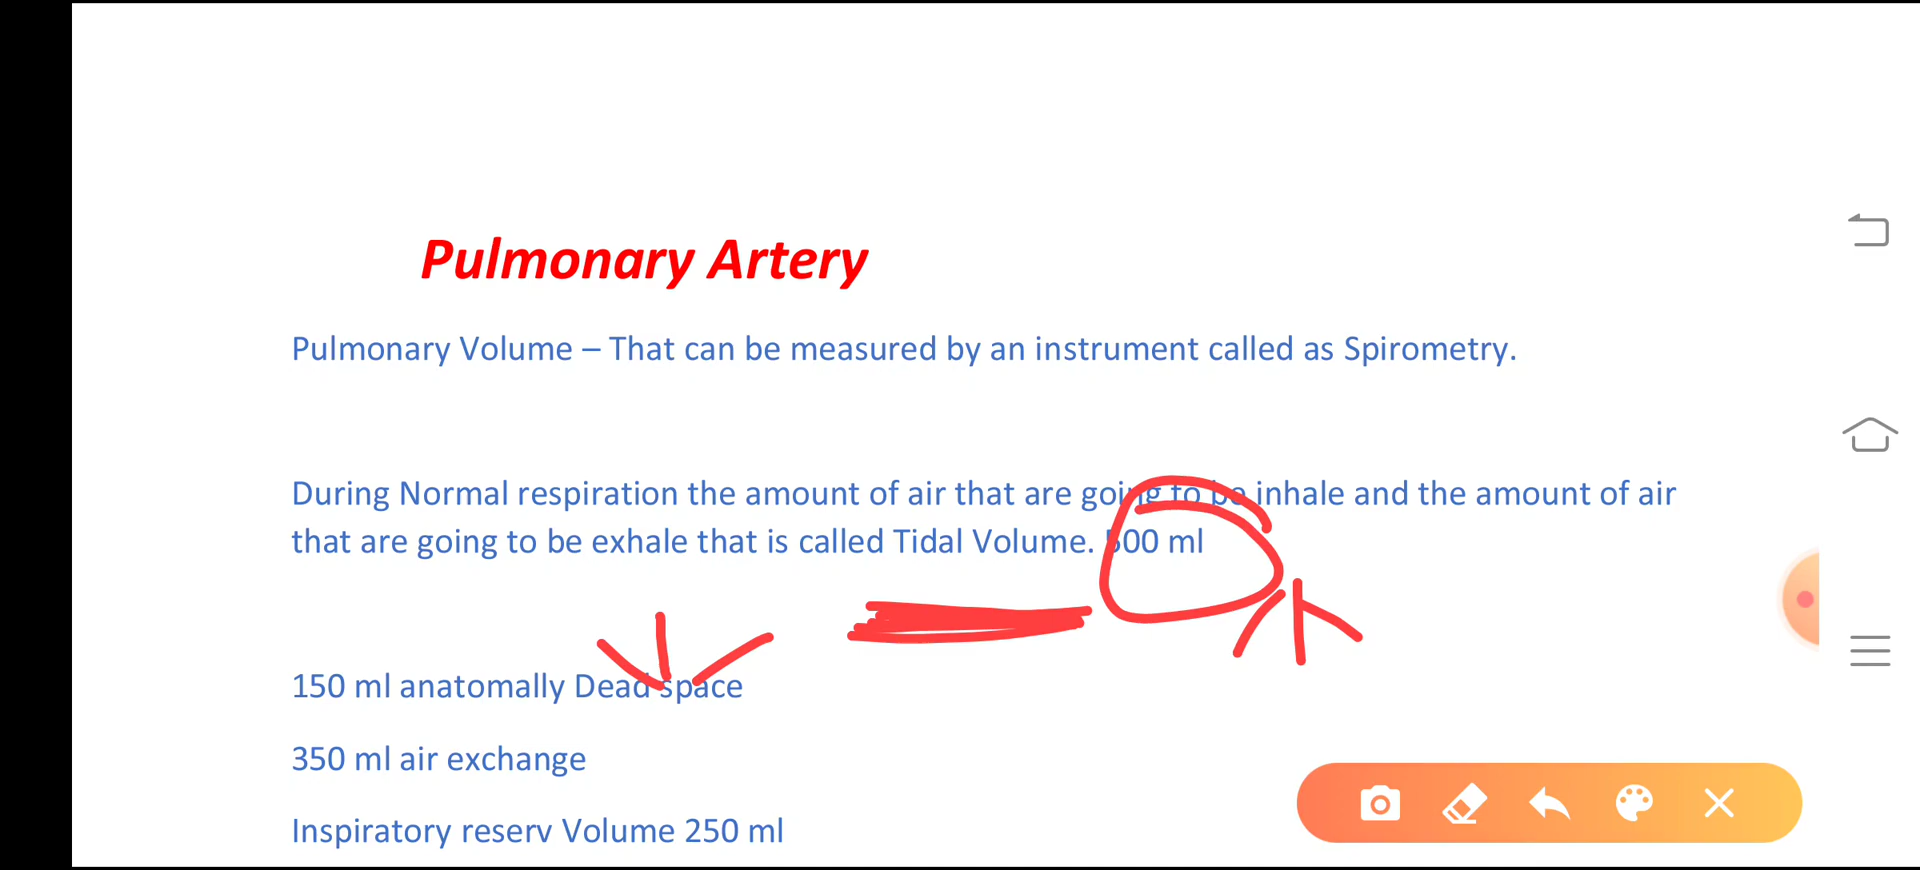 Pulmonary Artery
Pulmonary Volume – That can be measured by an instrument called as Spirometry.
During Normal respiration the amount of air that are going to be inhale and the amount of air
that are going to be exhale that is called Tidal Volume. 500 ml
150 ml anatomally Dead space
350 ml air exchange
Inspiratory reserv Volume 250 ml